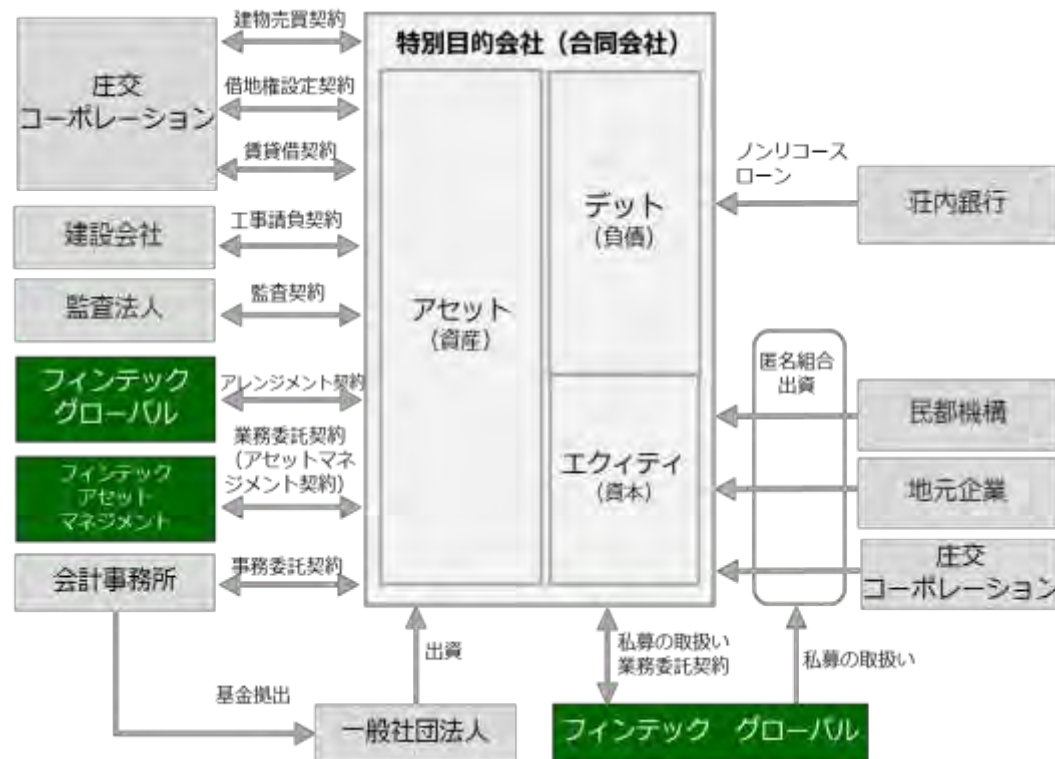 特別目的会社（合同会社）
庄交
コーポレーション
建物売買契約
借地権設定契約
賃貸借契約
建設会社
工事請負契約
監査法人
監査契約
フィンテック
グローバル
アレンジメント契約
フィンテック
アセット
マネジメント
業務委託契約
（アセットマネ
ジメント契約）
会計事務所
事務委託契約
アセット
（資産）
デット
（負債）
エクィティ
（資本）
ノンリコース
ローン
荘内銀行
匿名組合
出資
民都機構
地元企業
庄交
コーポレーション
基金拠出
一般社団法人
出資
私募の取扱い
業務委託契約
私募の取扱い
フィンテック　グローバル